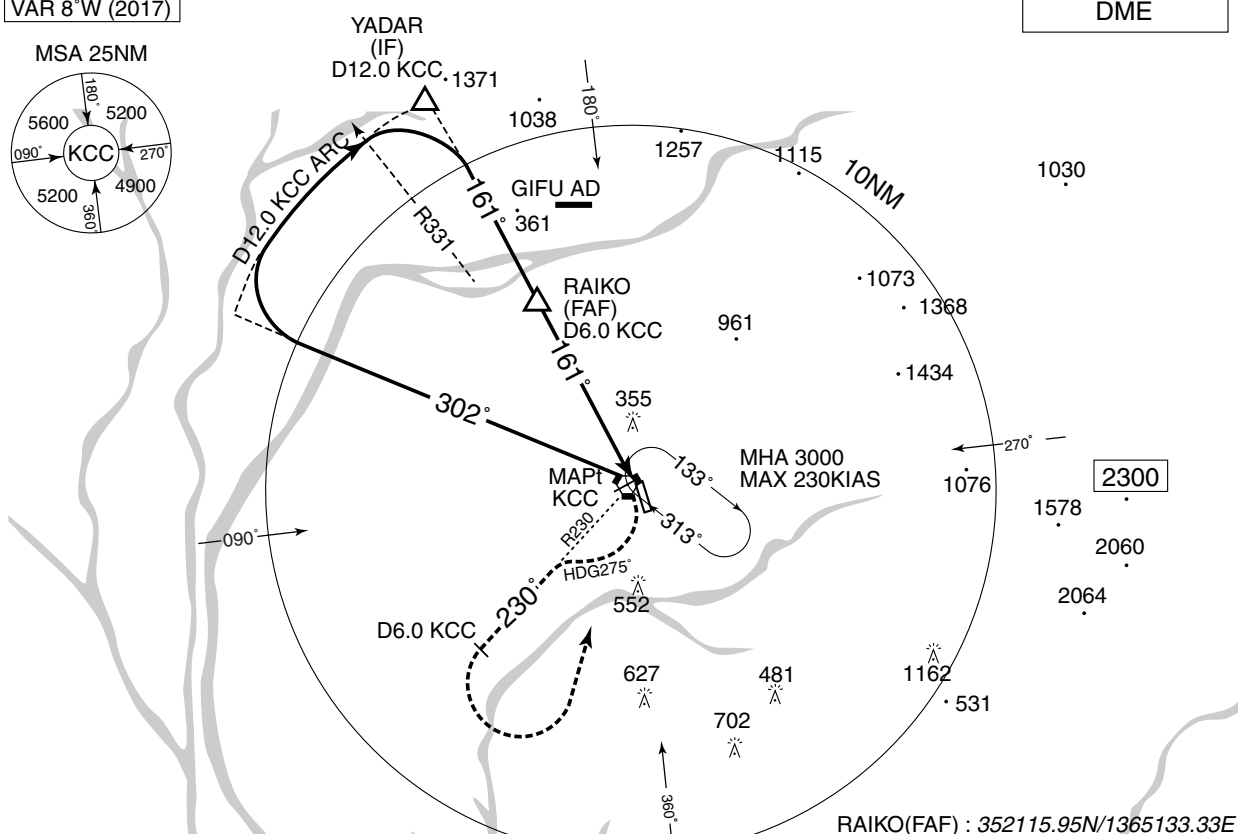 VAR 8°W (2017)
DME
MSA 25NM
180°
5600
5200
090°
KCC
270°
5200
4900
360°
YADAR
(IF)
D12.0 KCC
1371
1038
180°
1257
1115
10NM
1030
D12.0 KCC ARC
R331
161°
GIFU AD
361
RAIKO
(FAF)
D6.0 KCC
1073
1368
961
1434
161°
302°
355
MAPt
KCC
133°
313°
MHA 3000
MAX 230KIAS
270°
1076
2300
1578
2060
2064
090°
R230
HDG275°
230°
552
D6.0 KCC
627
481
702
1162
531
360°
RAIKO(FAF) : 352115.95N/1365133.33E